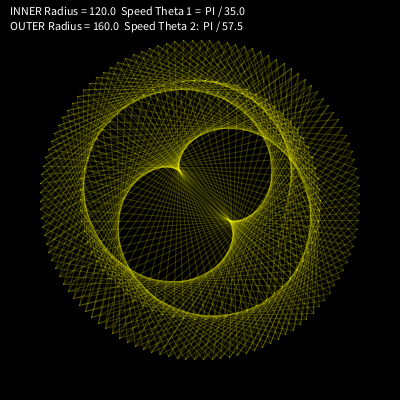 INNER Radius = 120.0  Speed Theta 1 =  PI / 35.0
OUTER Radius = 160.0  Speed Theta 2:  PI / 57.5